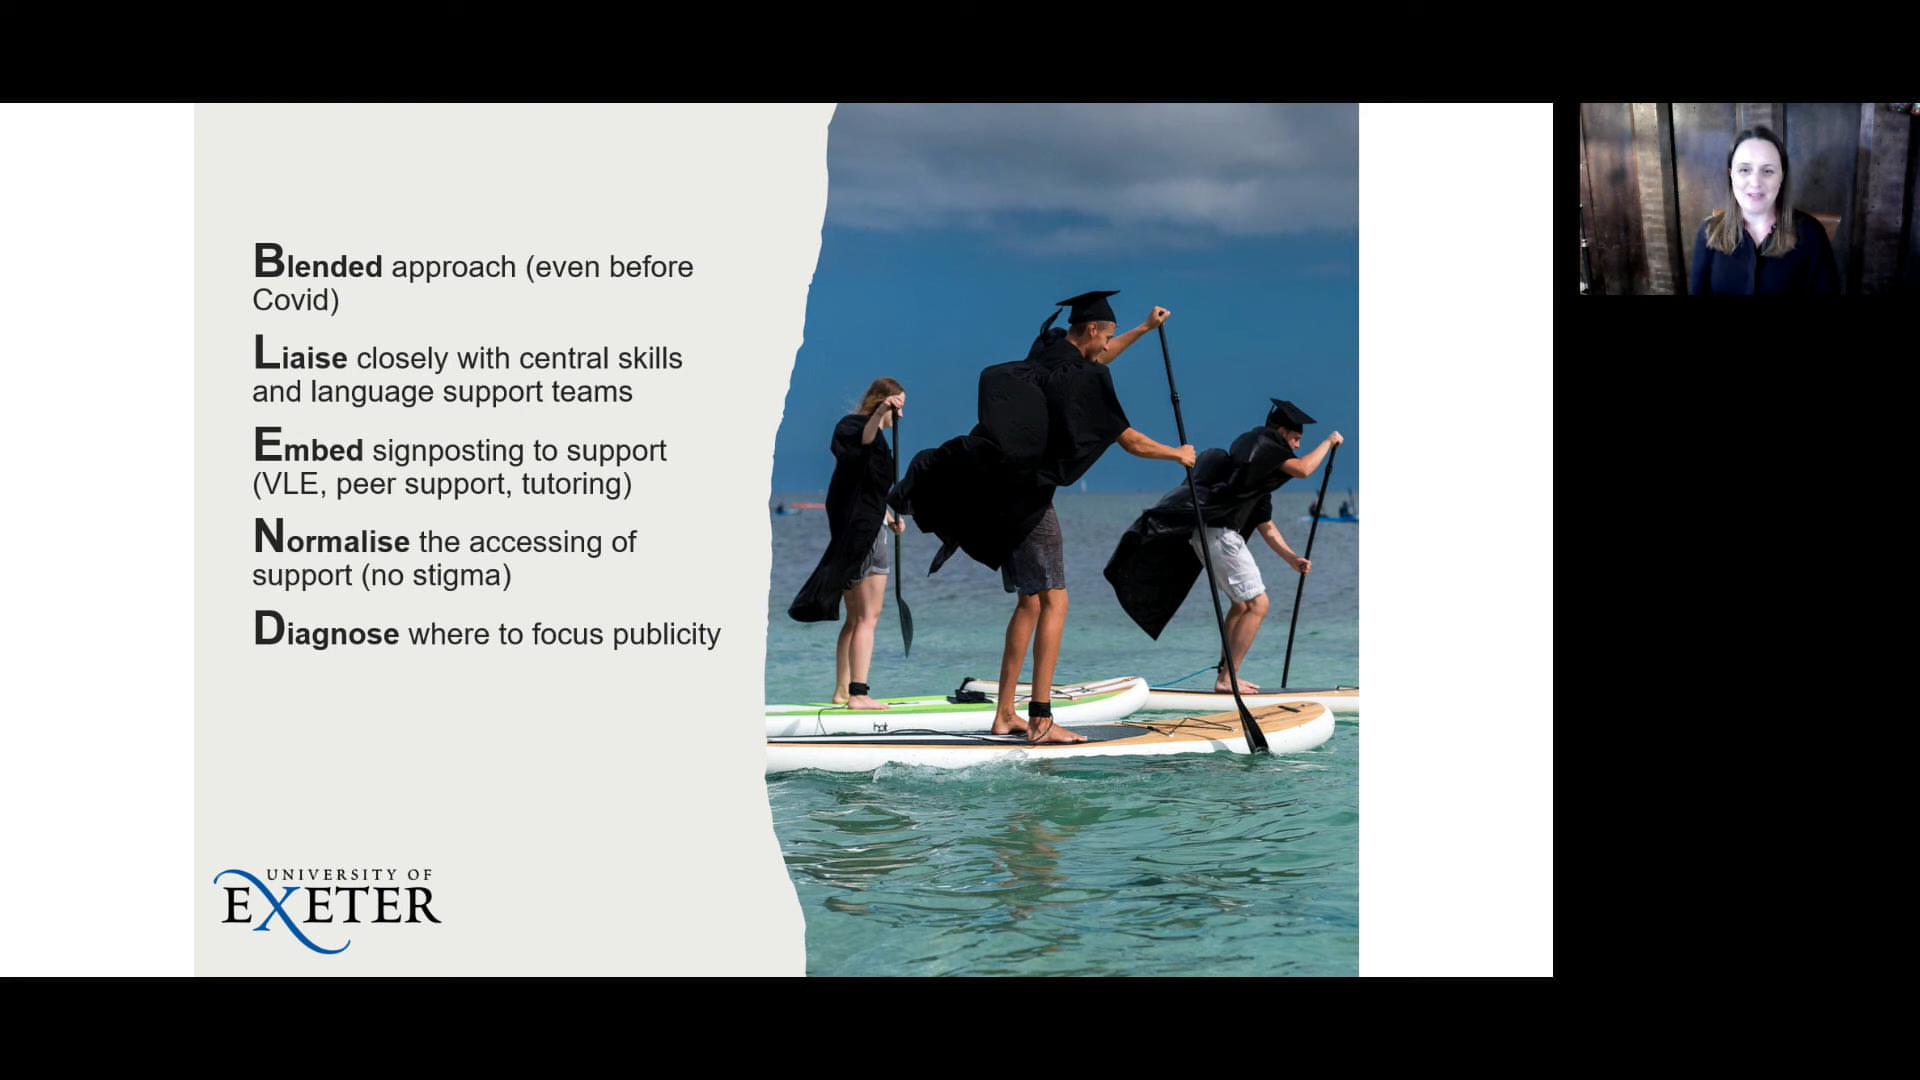 Blended approach (even before
Covid)
Liaise closely with central skills
and language support teams
Embed signposting to support
(VLE, peer support, tutoring)
Normalise the accessing of
support (no stigma)
Diagnose where to focus publicity
UNIVERSITY OF
EXETER